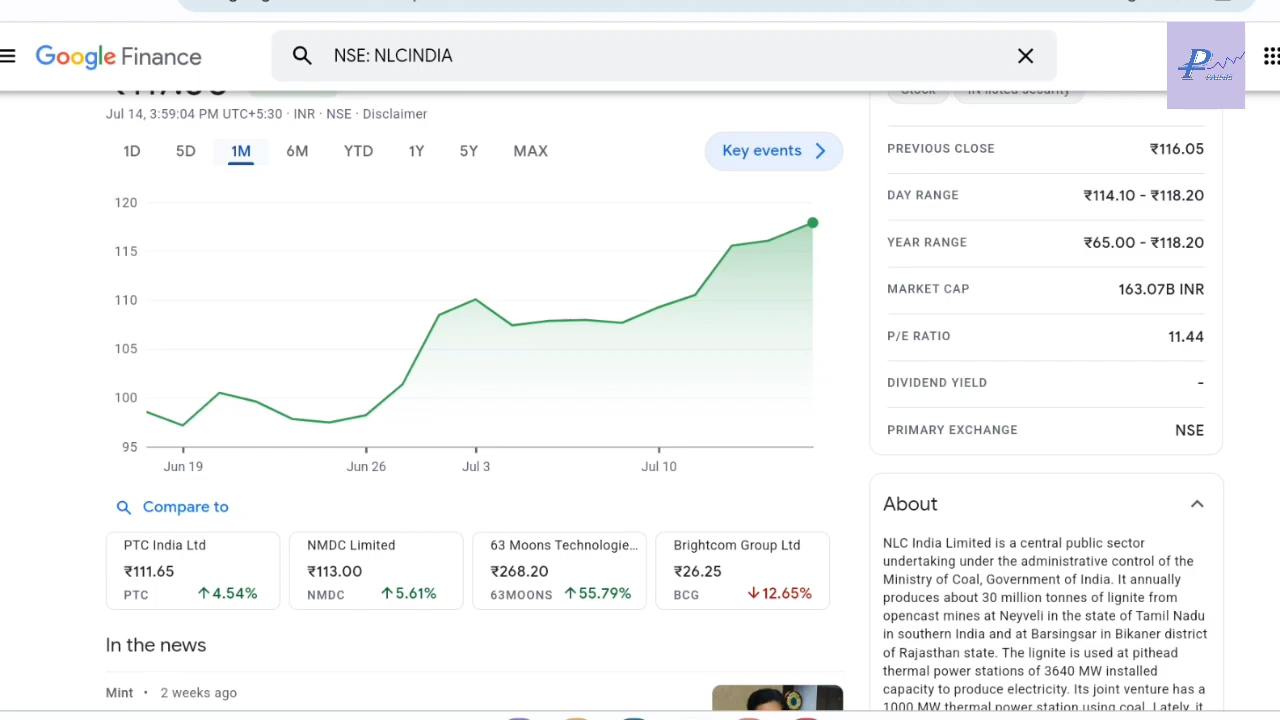 Google Finance
NSE: NLCINDIA
Jul 14, 3:59:04 PM UTC+5:30 · INR · NSE · Disclaimer
1D 5D 1M 6M YTD 1Y 5Y MAX
Key events
120
115
110
105
100
95
Jun 19 Jun 26 Jul 3 Jul 10
Compare to
PTC India Ltd
₹111.65
PTC ↑4.54%
NMDC Limited
₹113.00
NMDC ↑5.61%
63 Moons Technologie...
₹268.20
63MOONS ↑55.79%
Brightcom Group Ltd
₹26.25
BCG ↓12.65%
In the news
Mint · 2 weeks ago
Stock IN listed security
PREVIOUS CLOSE ₹116.05
DAY RANGE ₹114.10 - ₹118.20
YEAR RANGE ₹65.00 - ₹118.20
MARKET CAP 163.07B INR
P/E RATIO 11.44
DIVIDEND YIELD -
PRIMARY EXCHANGE NSE
About
NLC India Limited is a central public sector
undertaking under the administrative control of the
Ministry of Coal, Government of India. It annually
produces about 30 million tonnes of lignite from
opencast mines at Neyveli in the state of Tamil Nadu
in southern India and at Barsingsar in Bikaner district
of Rajasthan state. The lignite is used at pithead
thermal power stations of 3640 MW installed
capacity to produce electricity. Its joint venture has a
1000 MW thermal power station using coal. Lately, it